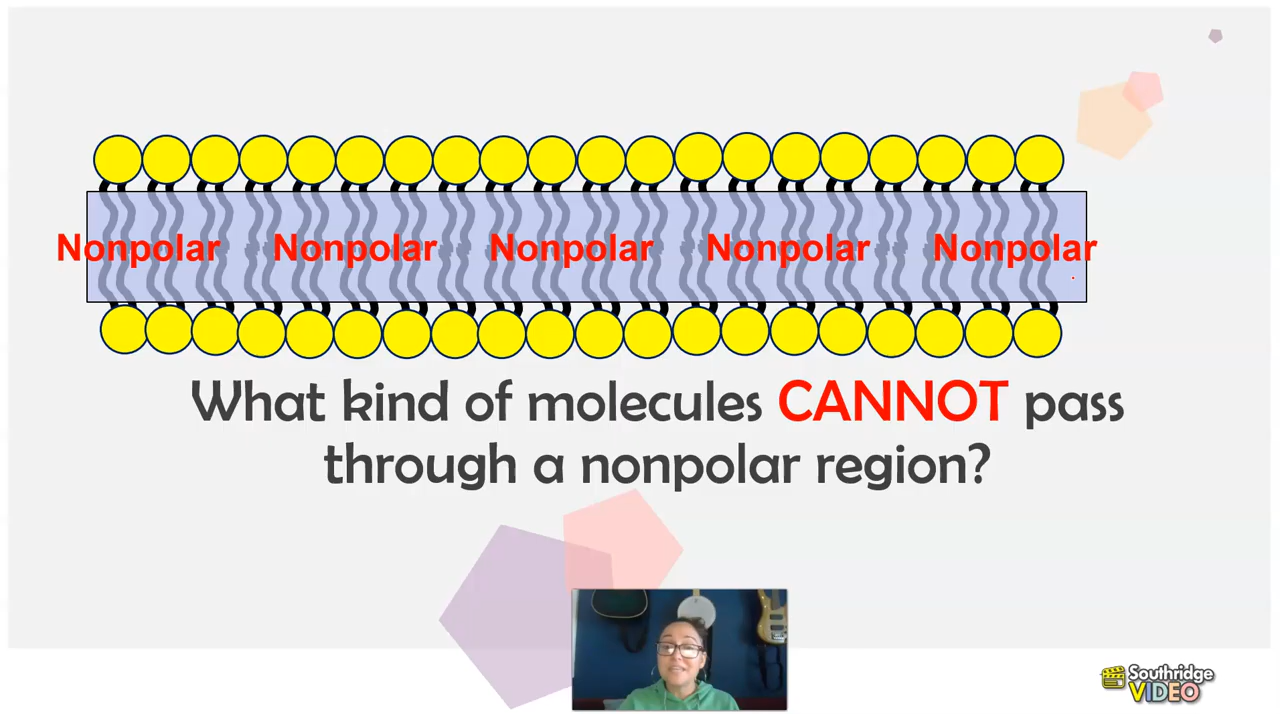 Nonpolar Nonpolar Nonpolar Nonpolar Nonpolar
What kind of molecules CANNOT pass
through a nonpolar region?
Southridge
VIDEO